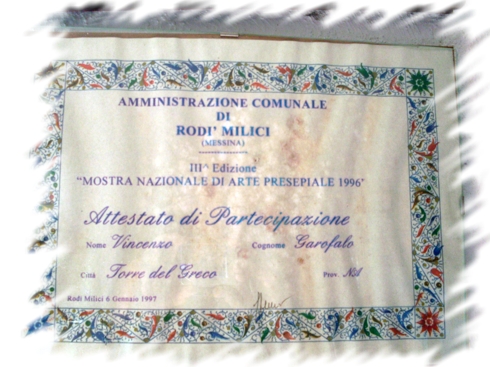 AMMINISTRAZIONE COMUNALE
DI
RODI' MILICI
(MESSINA)
III^ Edizione
"MOSTRA NAZIONALE DI ARTE PRESEPIALE 1996"
Attestato di Partecipazione
Nome Vincenzo Cognome Garofalo
Città Torre del Greco Prov. NA
Rodi Milici 6 Gennaio 1997